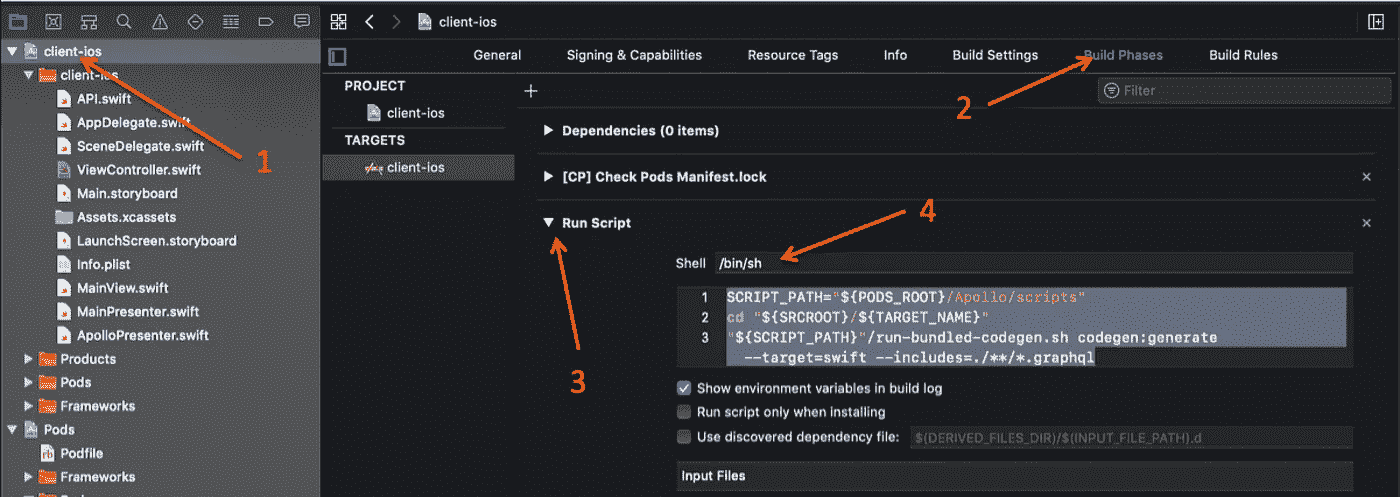 client-ios
General
Signing & Capabilities
Resource Tags
Info
Build Settings
Build Phases
Build Rules
client-ios
client-ios
API.swift
AppDelegate.swift
SceneDelegate.swift
ViewController.swift
Main.storyboard
Assets.xcassets
LaunchScreen.storyboard
Info.plist
MainView.swift
MainPresenter.swift
ApolloPresenter.swift
Products
Pods
Frameworks
Pods
Podfile
Frameworks
1
PROJECT
client-ios
TARGETS
client-ios
+
2
Filter
Dependencies (0 items)
[CP] Check Pods Manifest.lock
Run Script
3
4
Shell /bin/sh
1 SCRIPT_PATH="${PODS_ROOT}/Apollo/scripts"
2 cd "${SRCROOT}/${TARGET_NAME}"
3 "${SCRIPT_PATH}"/run-bundled-codegen.sh codegen:generate
--target=swift --includes=./**/*.graphql
Show environment variables in build log
Run script only when installing
Use discovered dependency file: $(DERIVED_FILES_DIR)/$(INPUT_FILE_PATH).d
Input Files